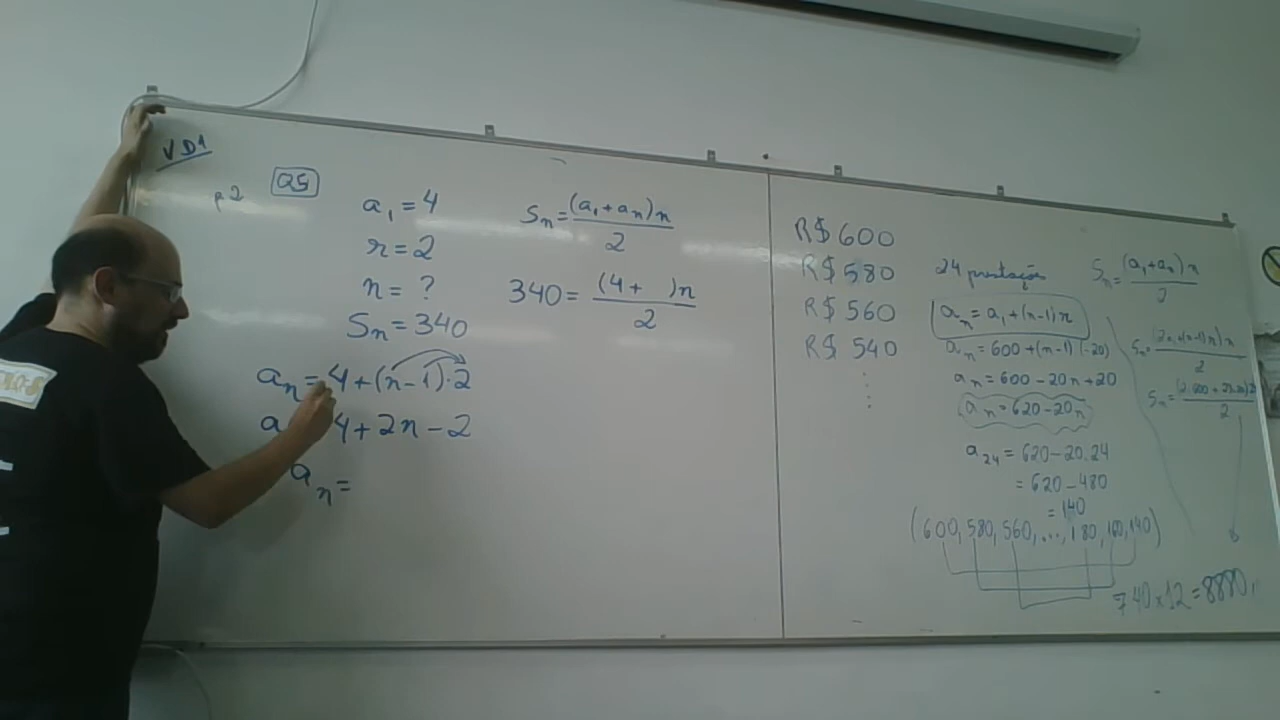 VD1
p2
Q5
a₁ = 4
r = 2
n = ?
Sₙ = 340
aₙ = 4 + (n - 1) . 2
a 4 + 2n - 2
aₙ =
Sₙ = (a₁ + aₙ)n / 2
340 = (4 + )n / 2
R$ 600
R$ 580
R$ 560
R$ 540
24 prestações
aₙ = a₁ + (n-1)r
aₙ = 600 + (n-1)(-20)
aₙ = 600 - 20n + 20
aₙ = 620 - 20n
a₂₄ = 620 - 20.24
= 620 - 480
= 140
(600, 580, 560, ..., 180, 160, 140)
740 x 12 = 8880
Sₙ = (a₁ + aₙ)n / 2